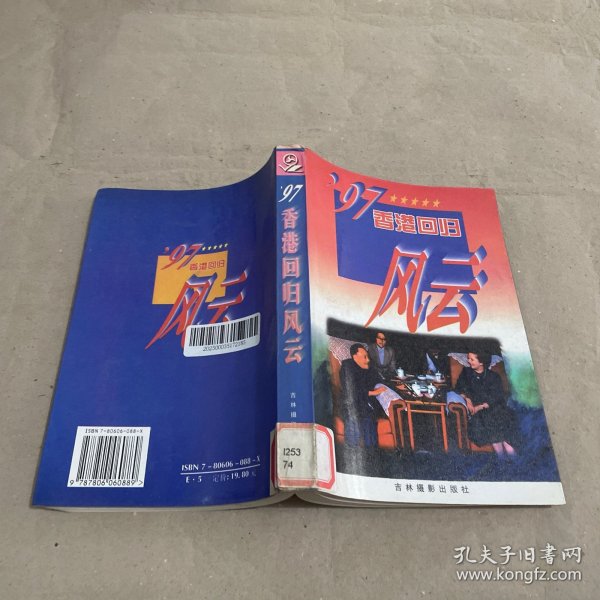 '97
香港回归
风云
吉林摄影出版社
'97
香港回归风云
吉林摄
I253
74
'97
香港回归
风云
ISBN 7-80606-088-X
9 787806 060889
ISBN 7-80606-088-X
E·5 定价:19.80元
孔夫子旧书网
www.kongfz.com